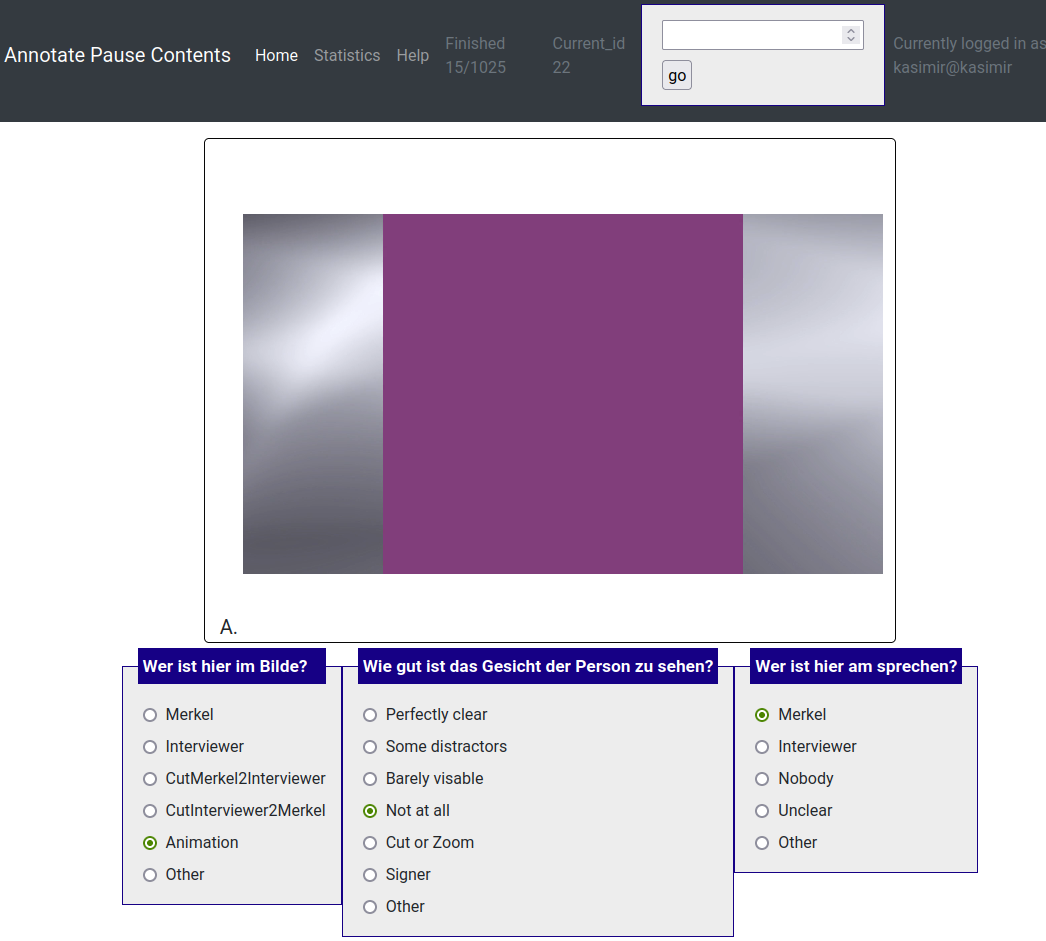 Annotate Pause Contents
Home
Statistics
Help
Finished
15/1025
Current_id
22
go
Currently logged in as
kasimir@kasimir
A.
Wer ist hier im Bilde?
Merkel
Interviewer
CutMerkel2Interviewer
CutInterviewer2Merkel
Animation
Other
Wie gut ist das Gesicht der Person zu sehen?
Perfectly clear
Some distractors
Barely visable
Not at all
Cut or Zoom
Signer
Other
Wer ist hier am sprechen?
Merkel
Interviewer
Nobody
Unclear
Other